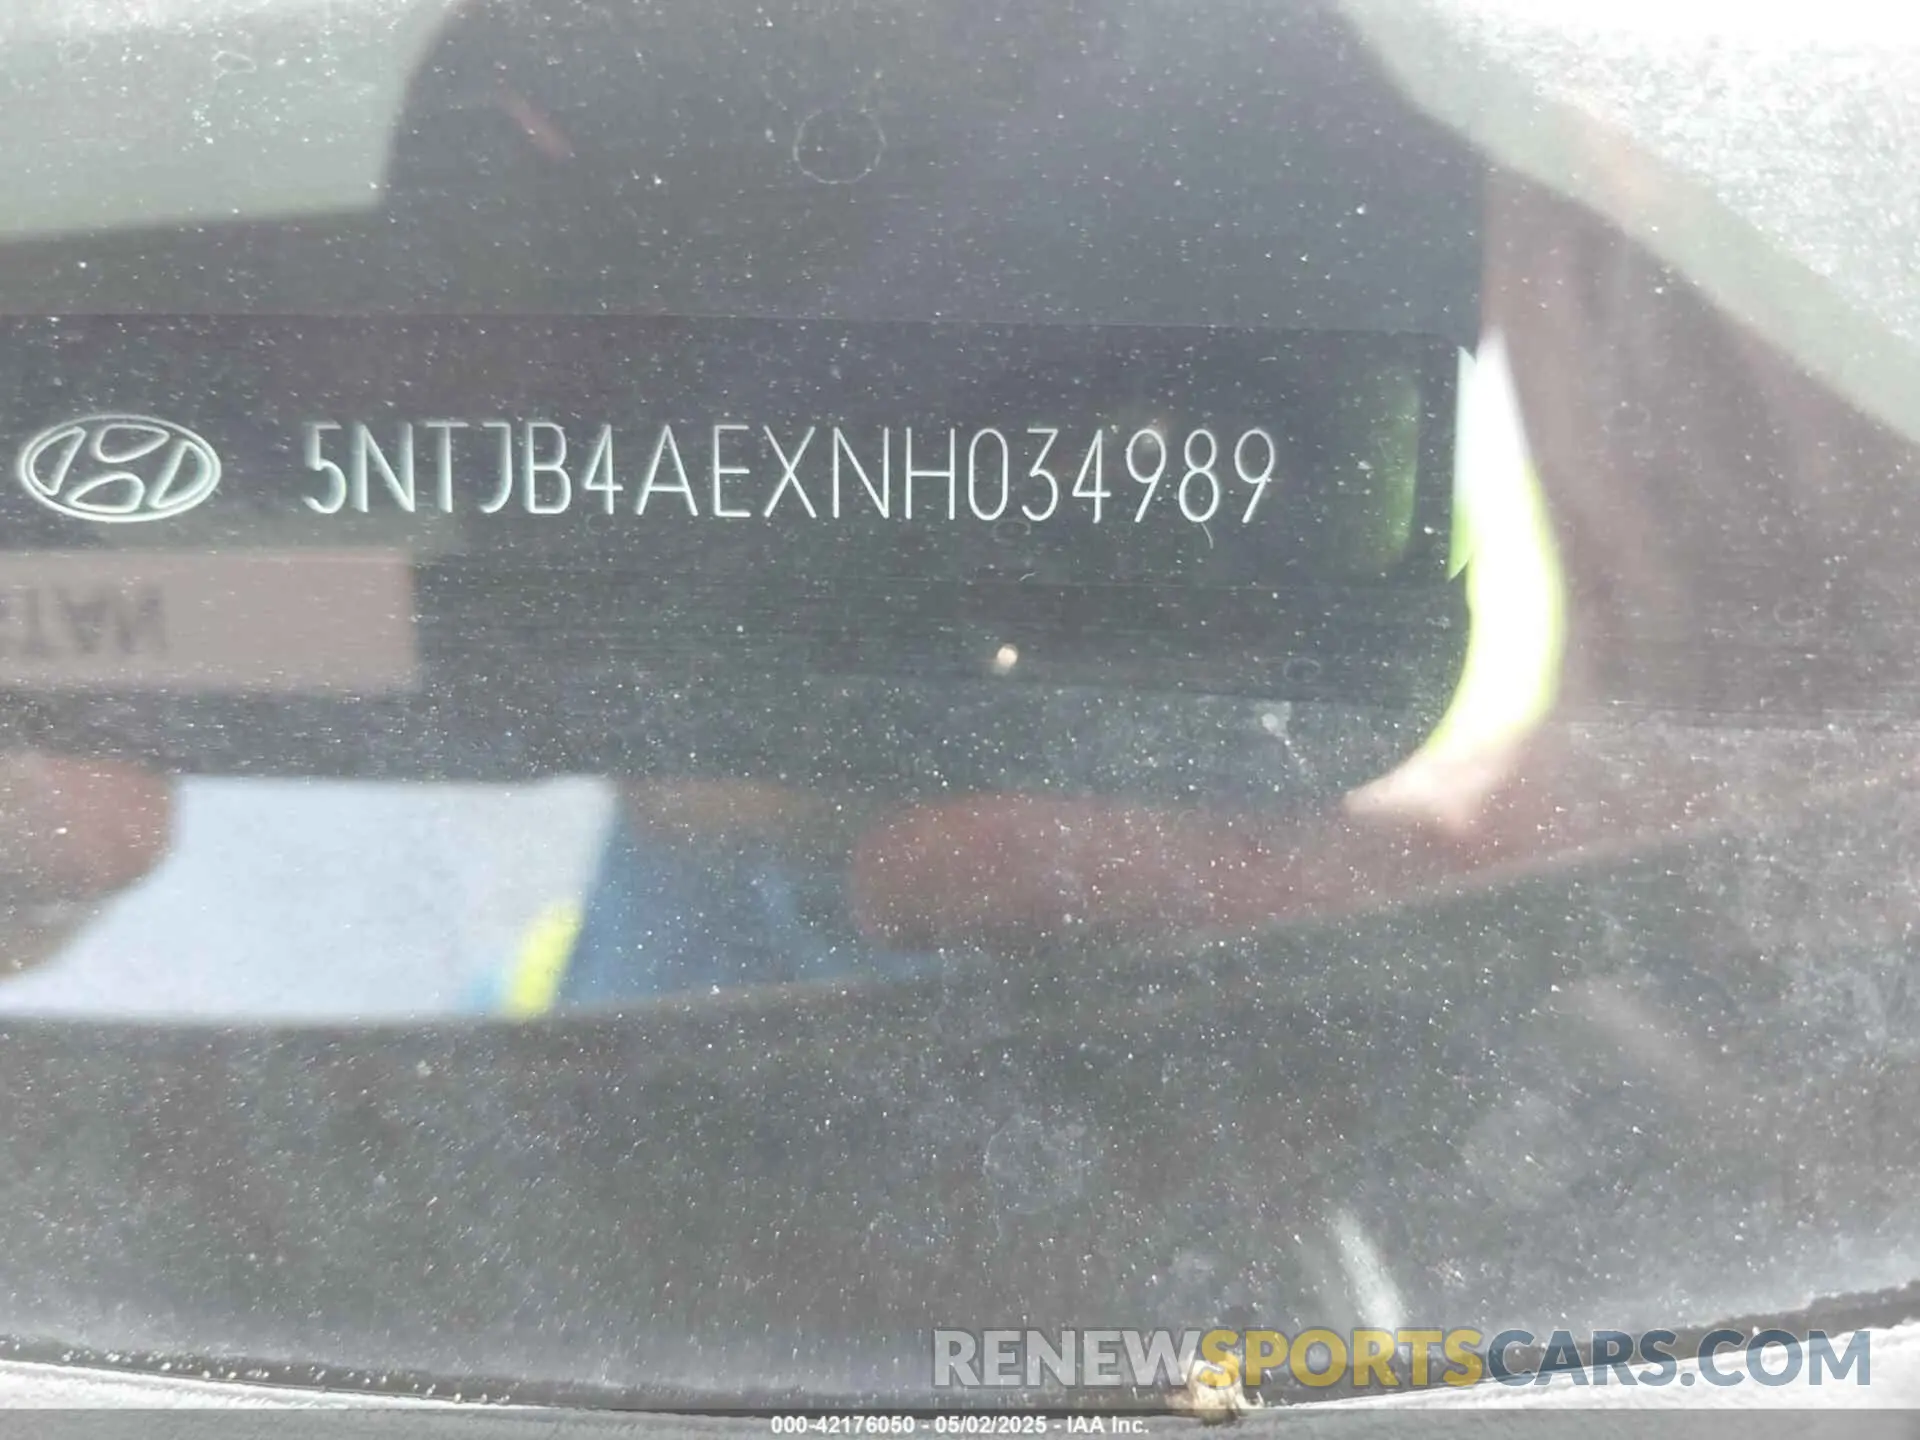 5NTJB4AEXNH034989
RENEWSPORTSCARS.COM
000-42176050 - 05/02/2025 - IAA Inc.